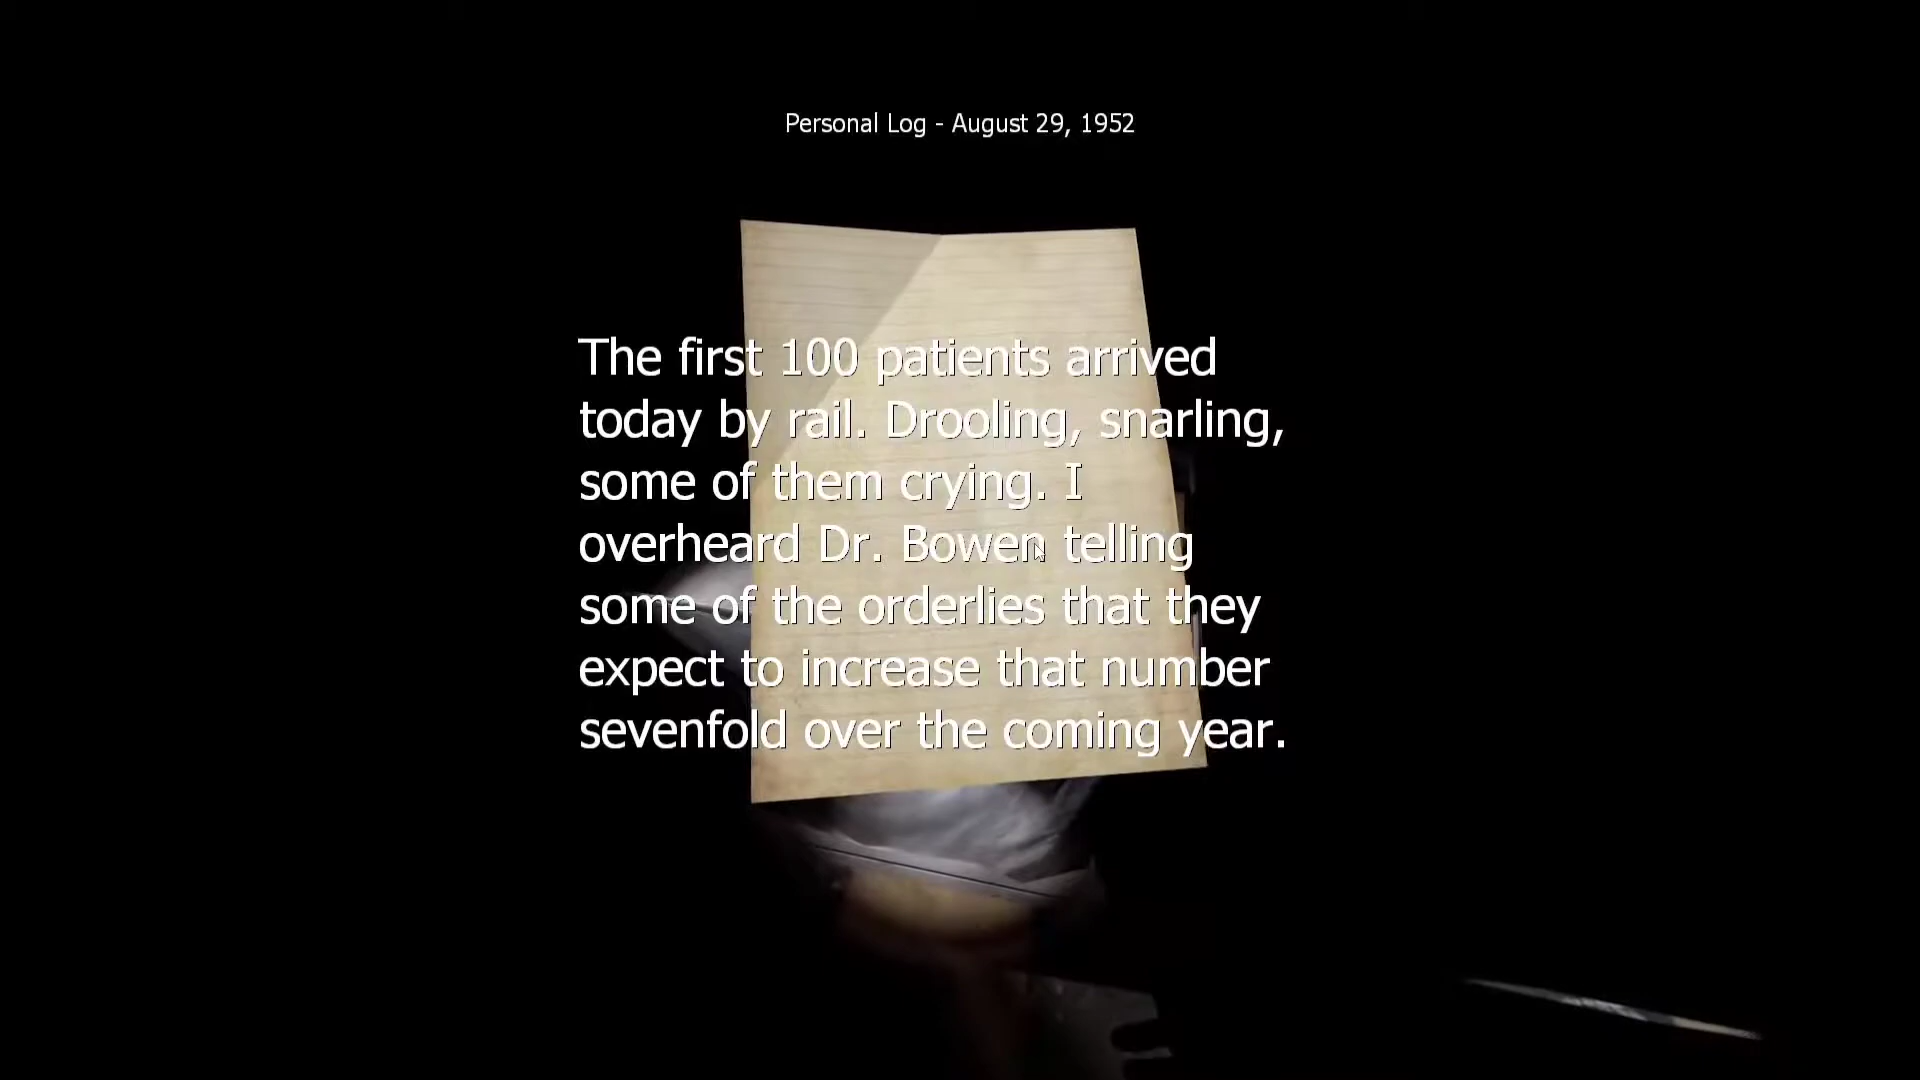 Personal Log - August 29, 1952
The first 100 patients arrived
today by rail. Drooling, snarling,
some of them crying. I
overheard Dr. Bowen telling
some of the orderlies that they
expect to increase that number
sevenfold over the coming year.